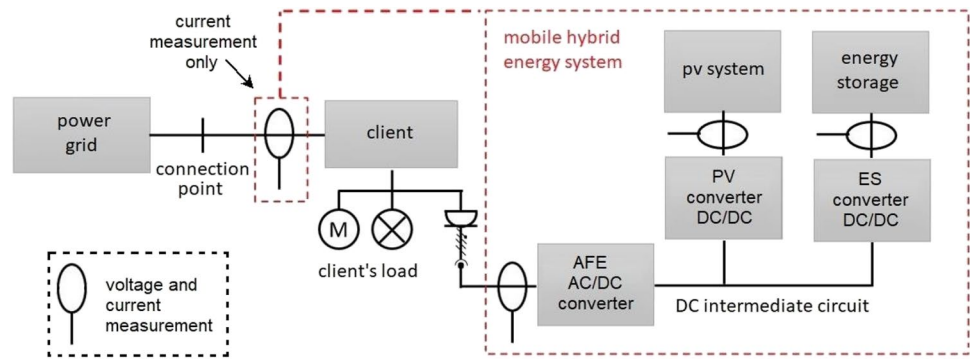 current
measurement
only
mobile hybrid
energy system
pv system
energy
storage
power
grid
connection
point
client
PV
converter
DC/DC
ES
converter
DC/DC
M
client's load
AFE
AC/DC
converter
DC intermediate circuit
voltage and
current
measurement